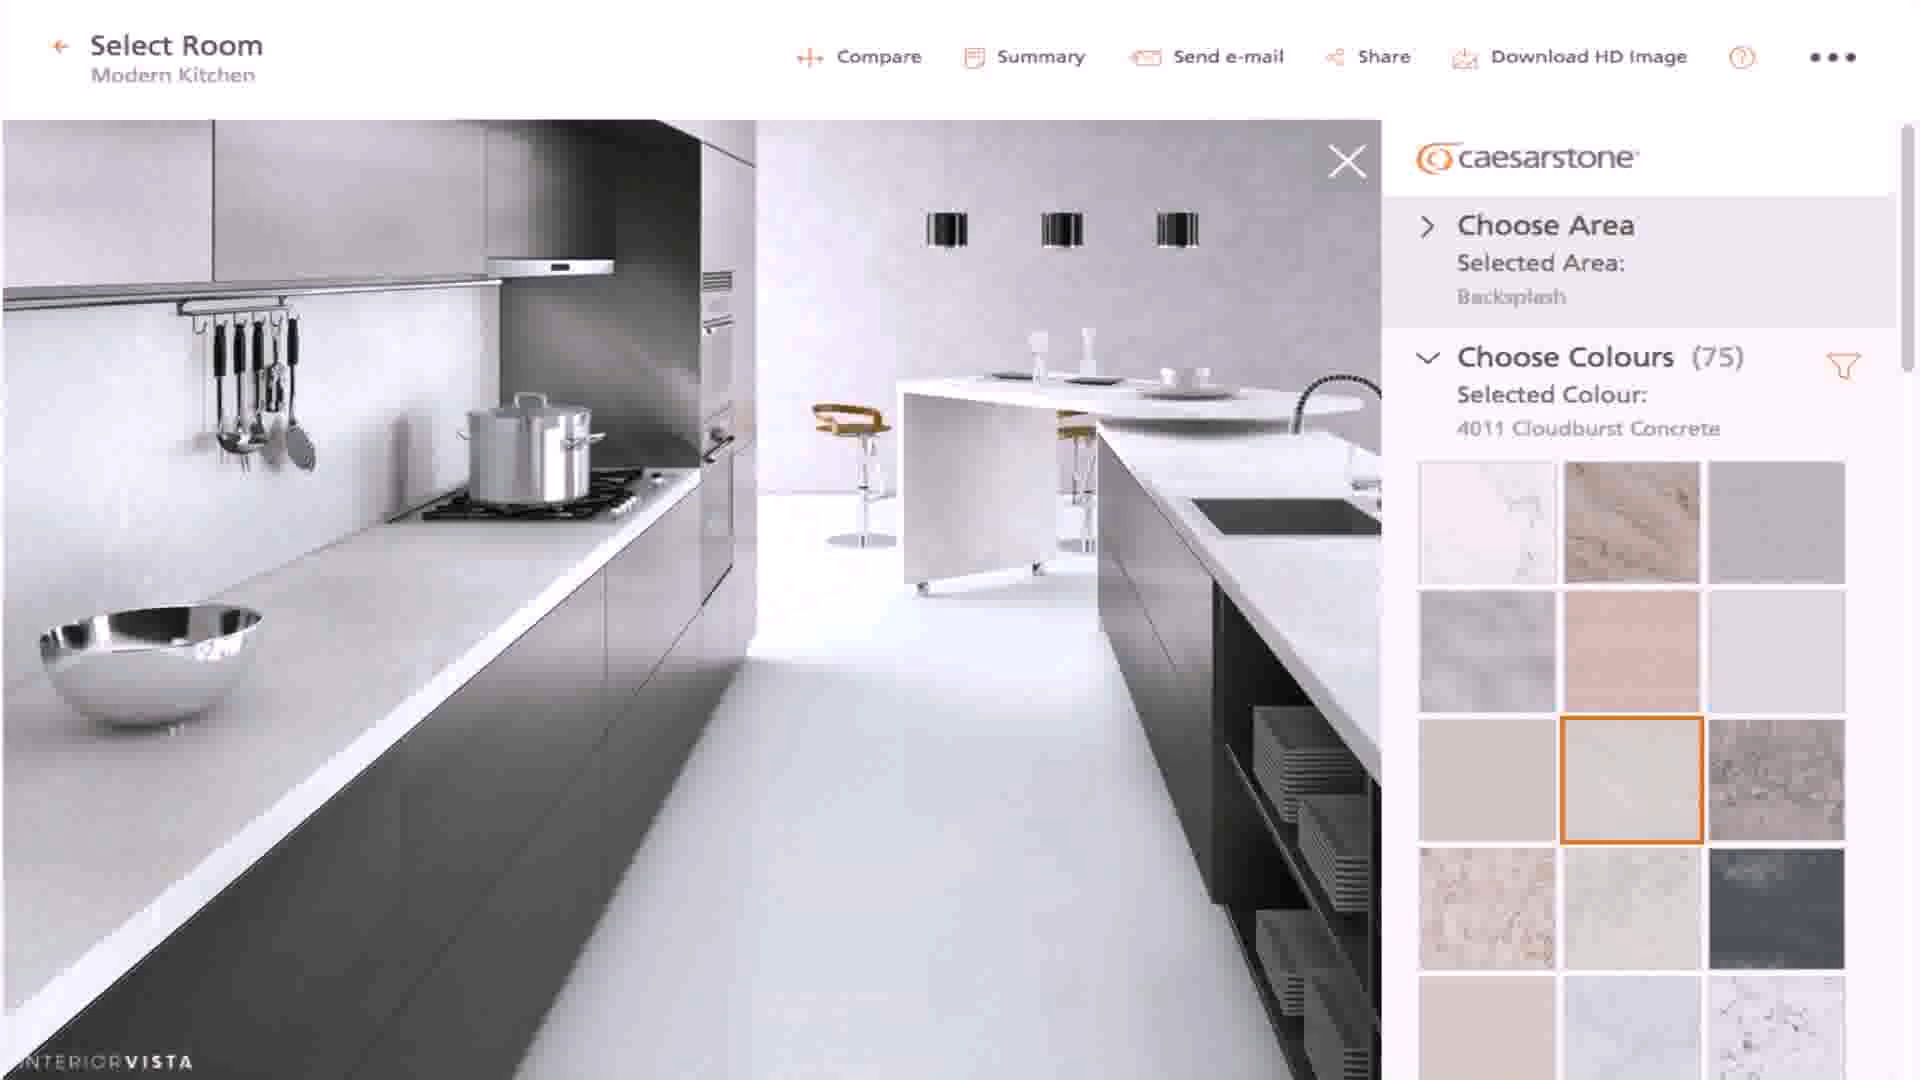 Select Room
Modern Kitchen
Compare
Summary
Send e-mail
Share
Download HD Image
?
caesarstone
Choose Area
Selected Area:
Backsplash
Choose Colours (75)
Selected Colour:
4011 Cloudburst Concrete
INTERIORVISTA